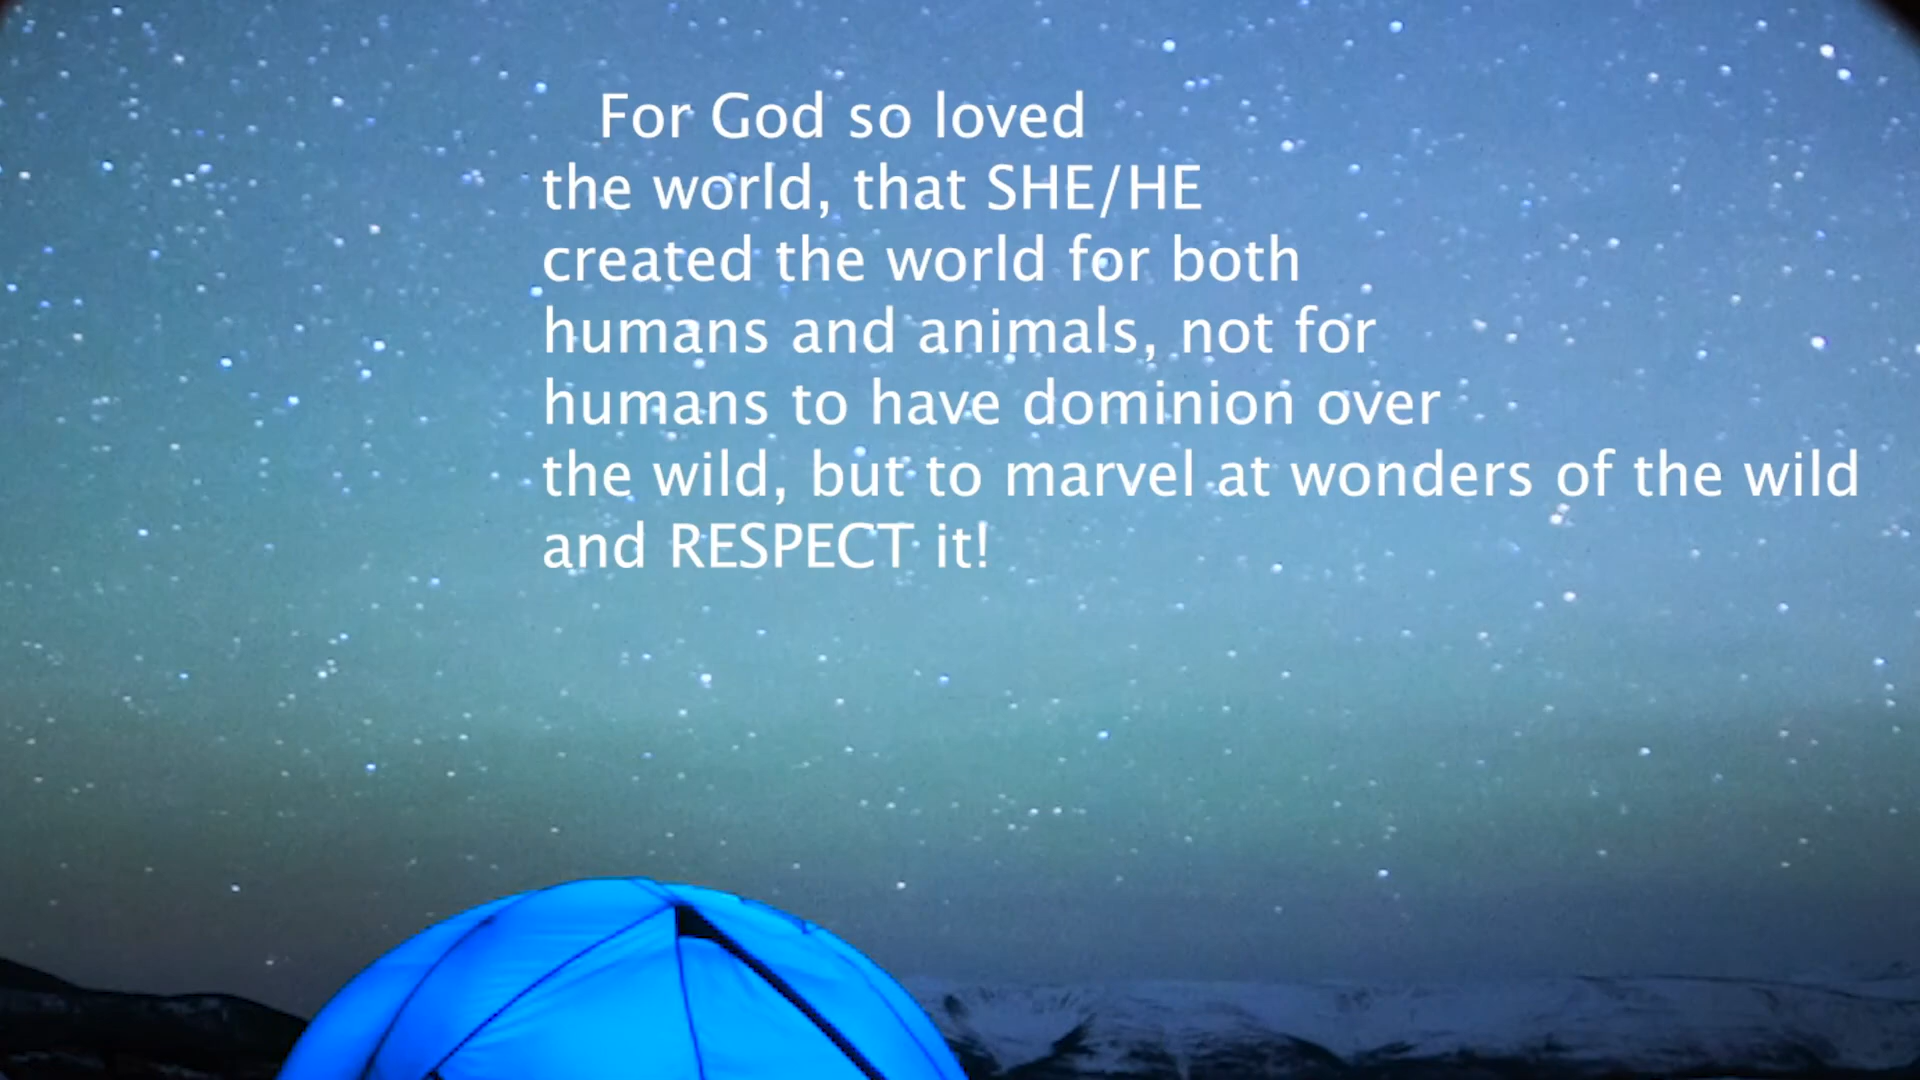 For God so loved
the world, that SHE/HE
created the world for both
humans and animals, not for
humans to have dominion over
the wild, but to marvel at wonders of the wild
and RESPECT it!